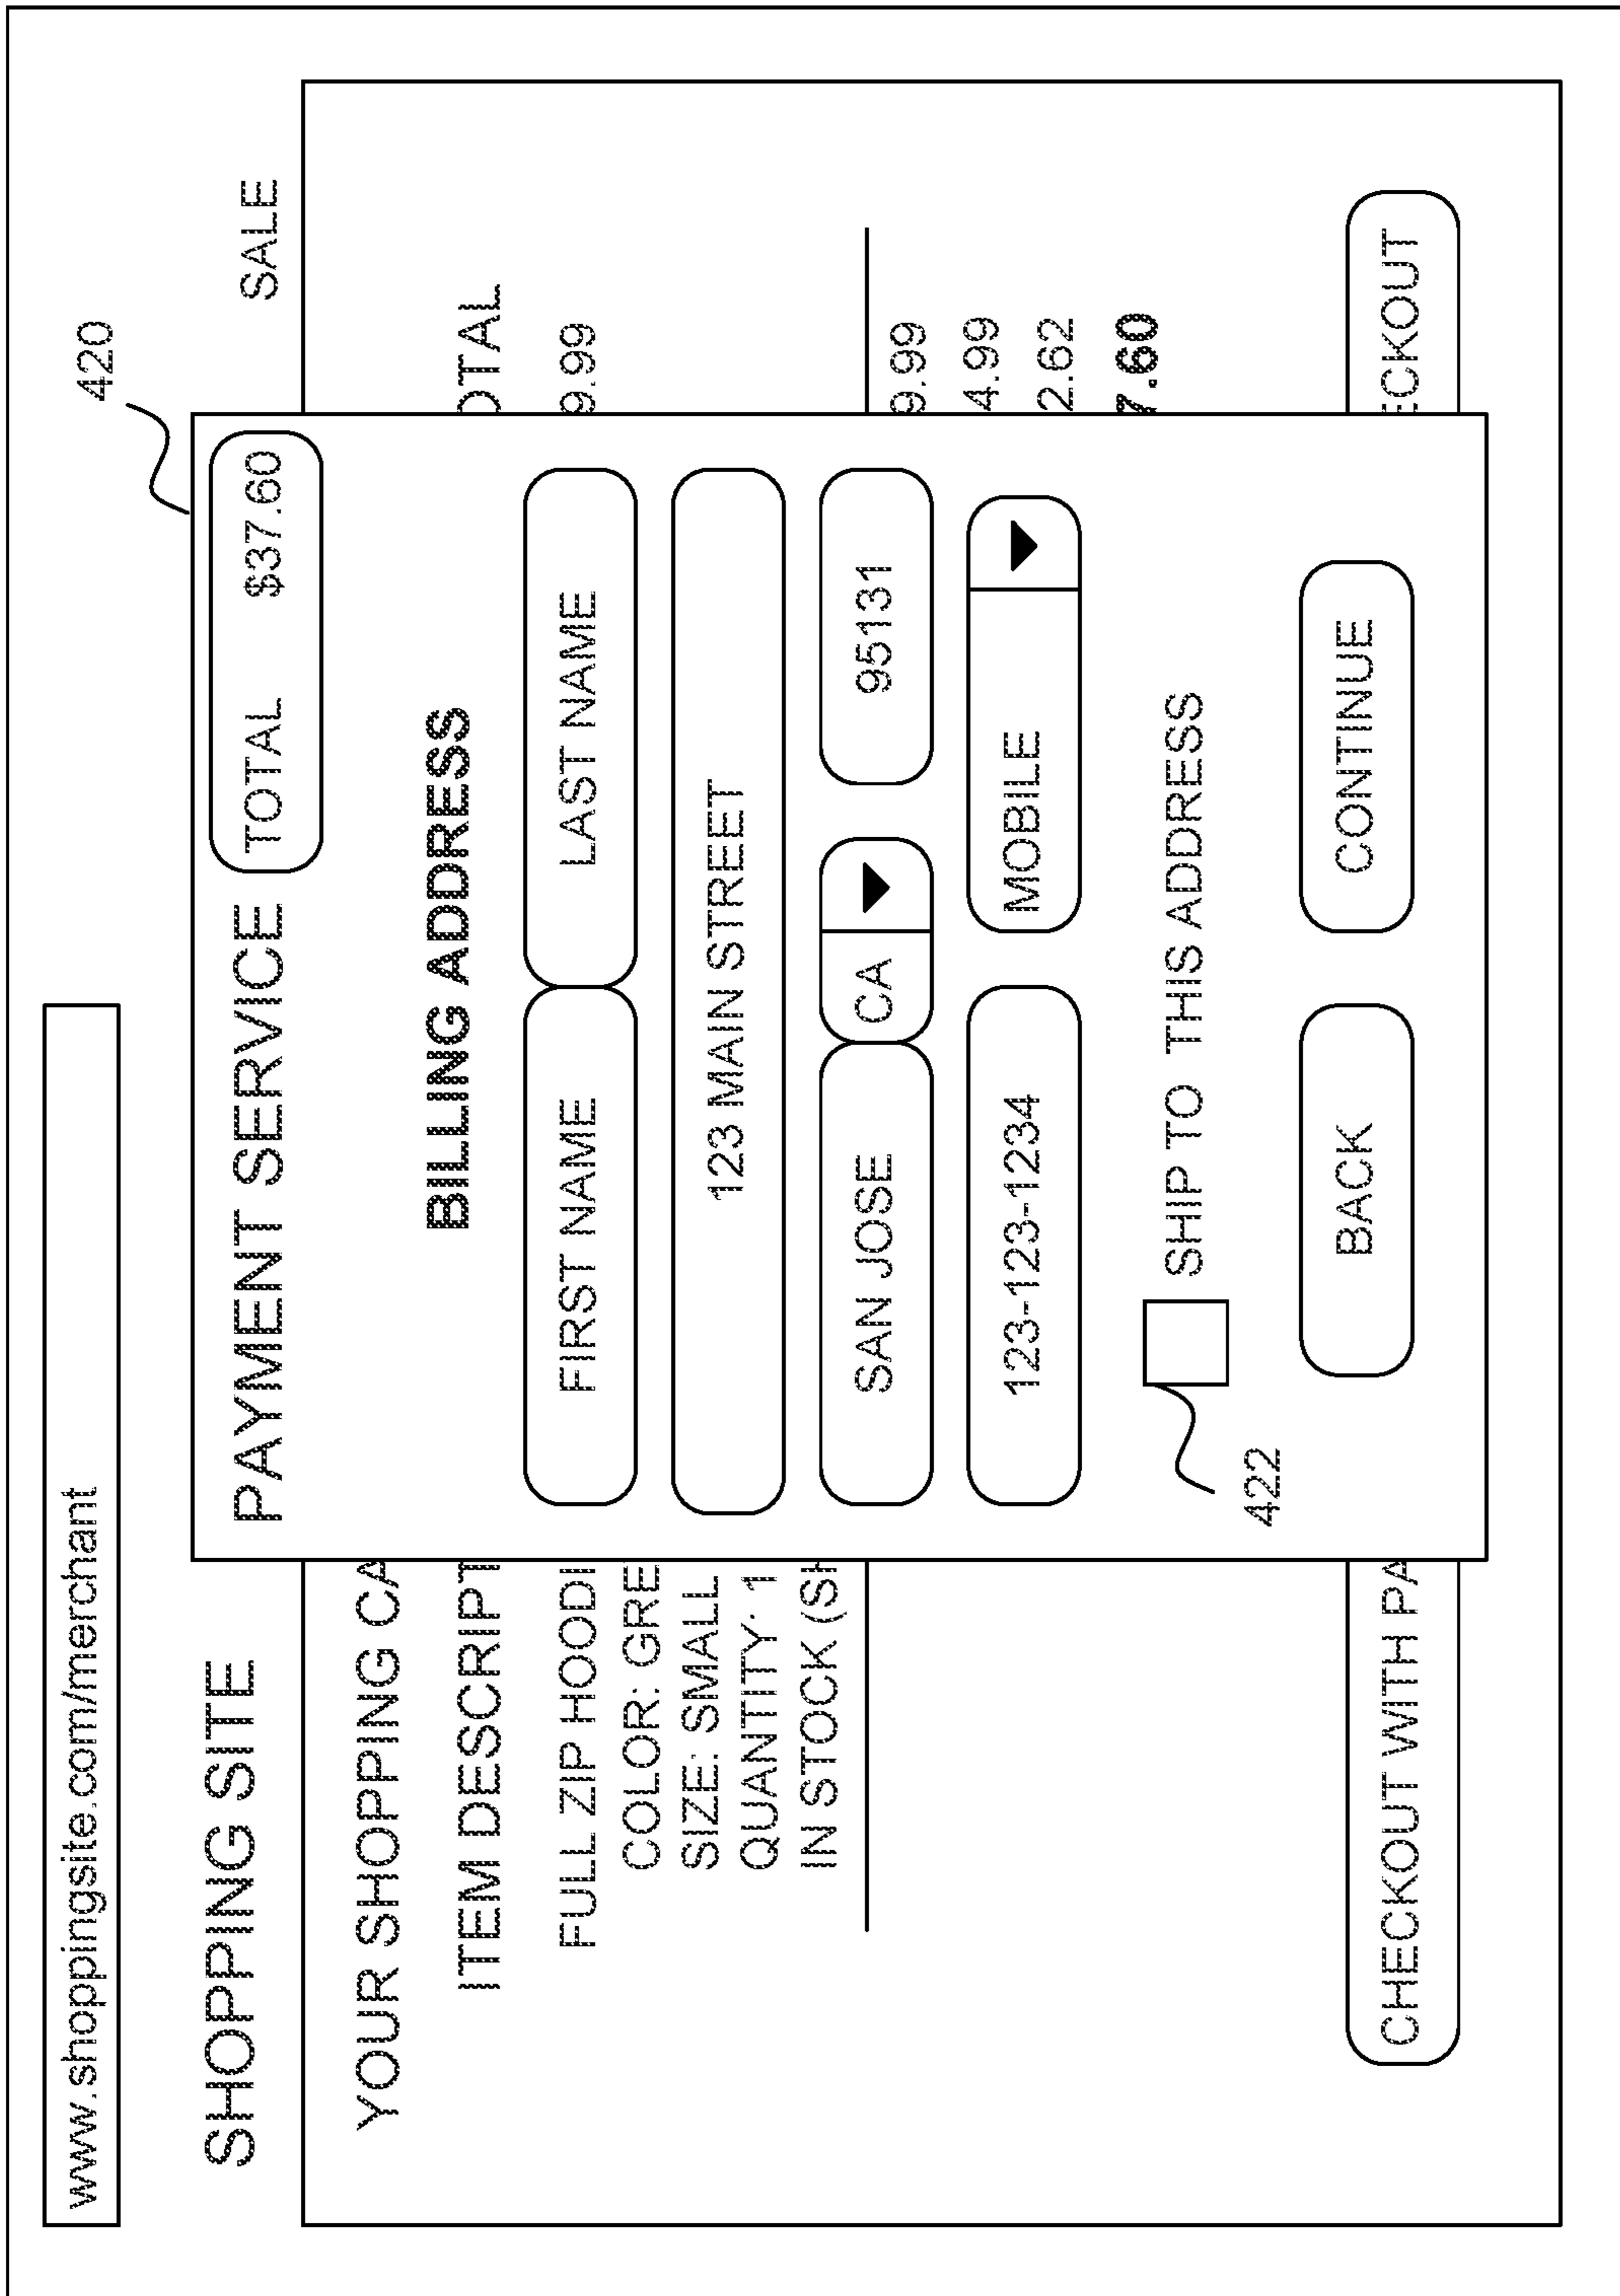 www.shoppingsite.com/merchant
420
SHOPPING SITE
SALE
PAYMENT SERVICE TOTAL $37.60
YOUR SHOPPING CA
BILLING ADDRESS
ITEM DESCRIPT
OTAL
FULL ZIP HOODI
FIRST NAME LAST NAME
9.99
COLOR: GRE
SIZE: SMALL
123 MAIN STREET
QUANTITY: 1
IN STOCK (SH
SAN JOSE CA 95131
9.99
4.99
123-123-1234 MOBILE
2.62
7.60
SHIP TO THIS ADDRESS
422
BACK CONTINUE
CHECKOUT WITH PA
ECKOUT